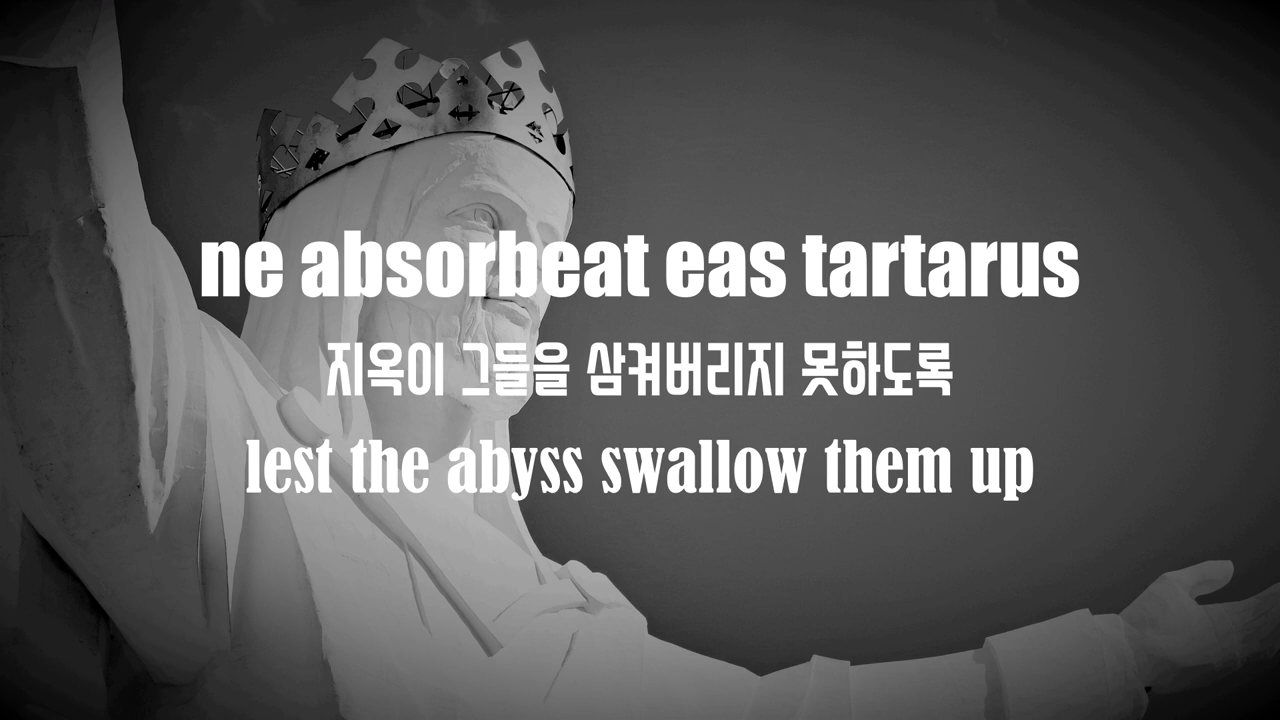 ne absorbeat eas tartarus
지옥이 그들을 삼켜버리지 못하도록
lest the abyss swallow them up